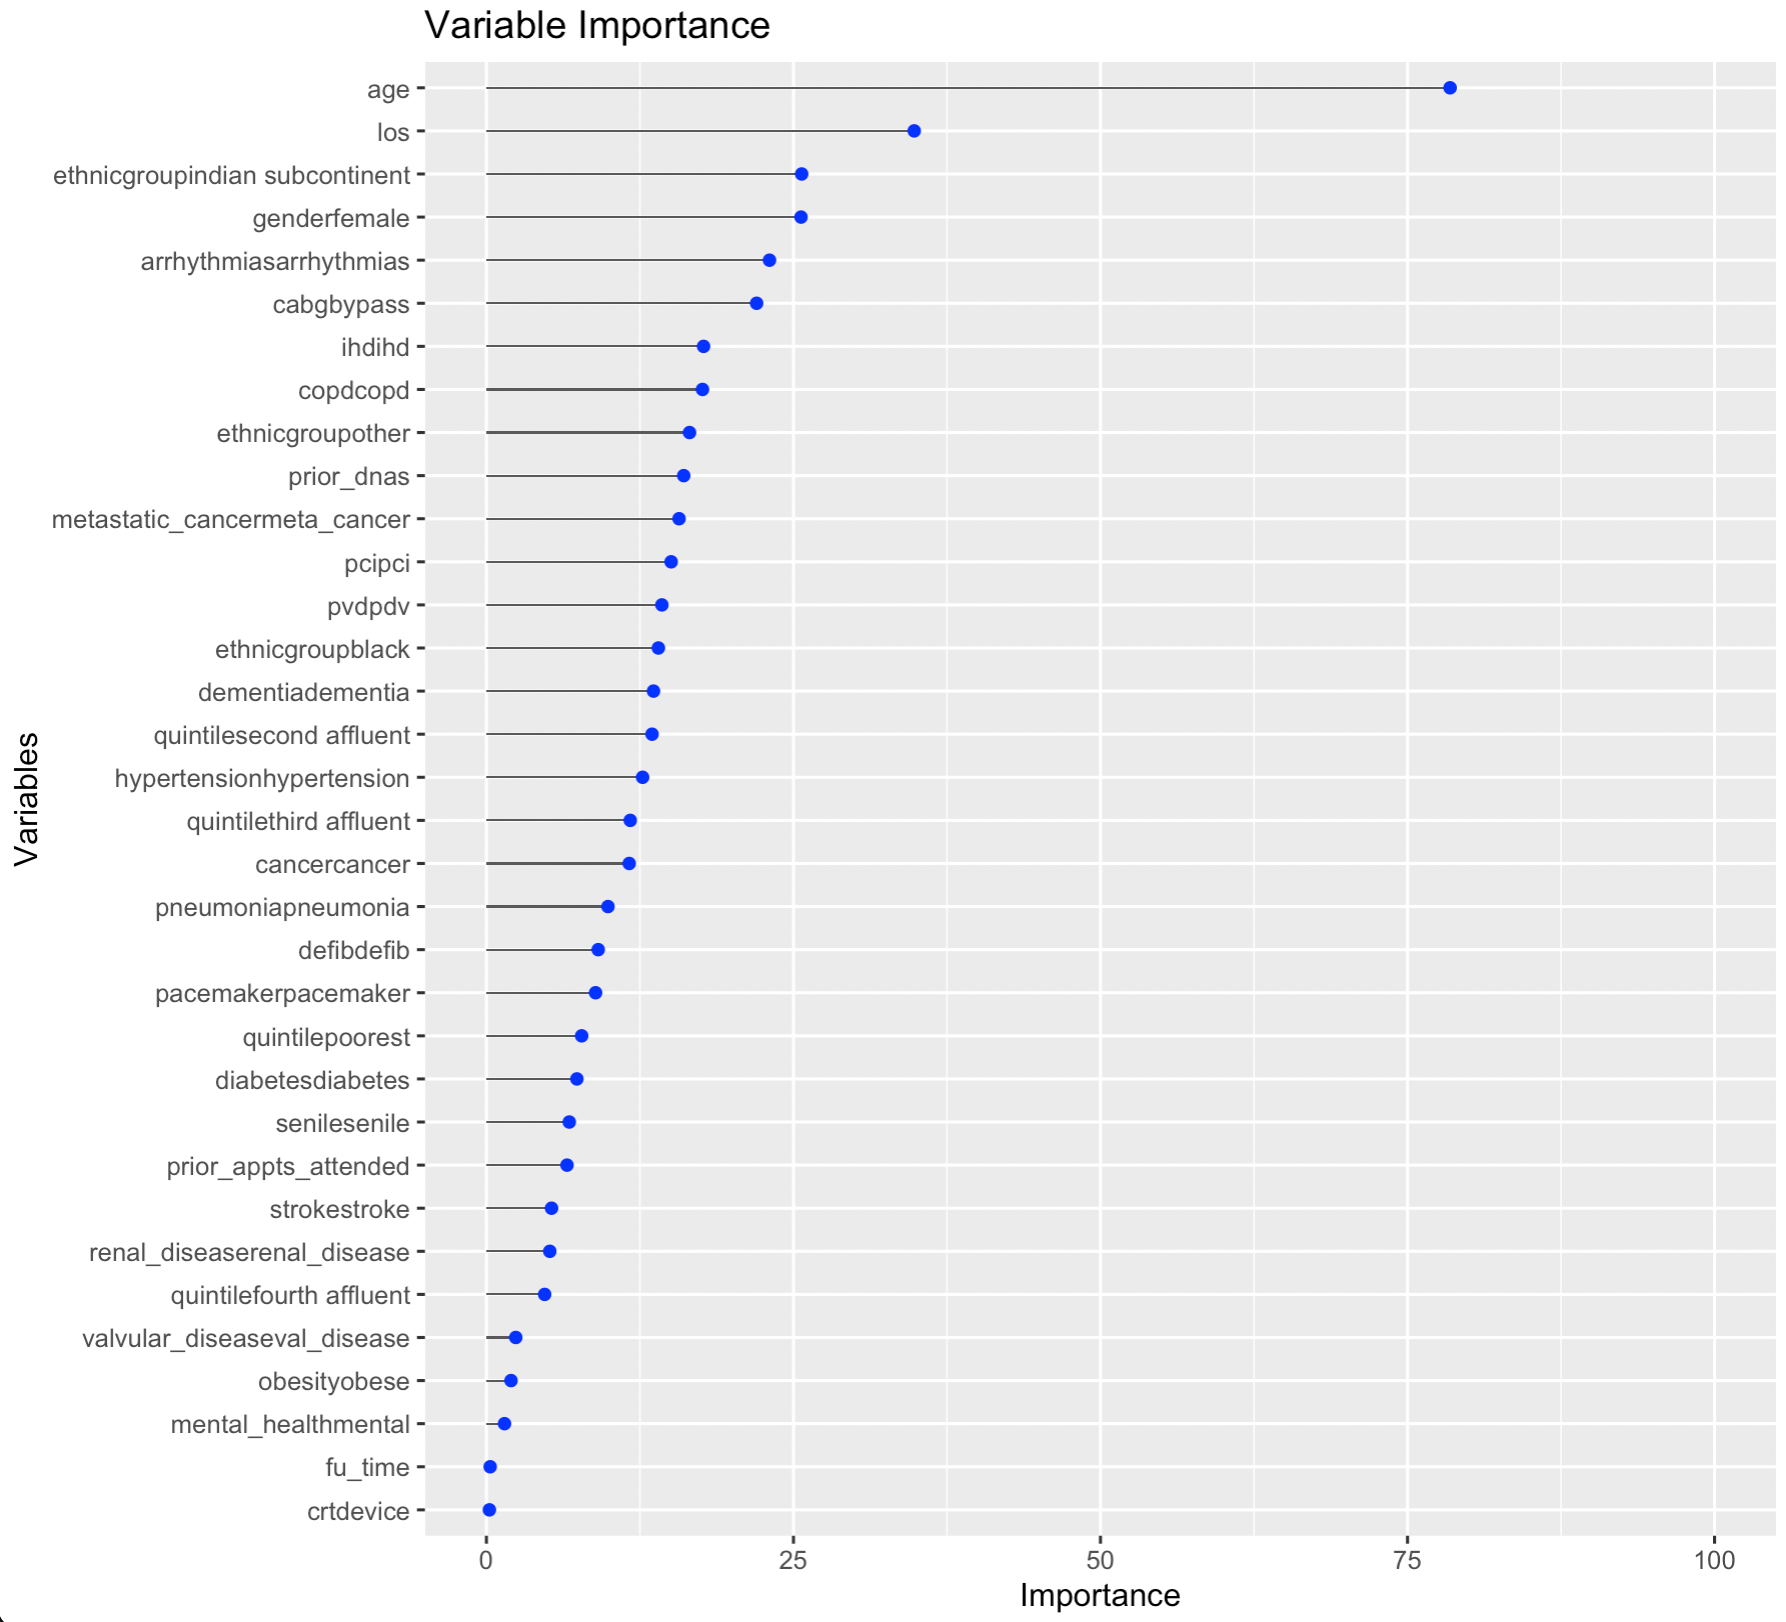 Variable Importance
age
los
ethnicgroupindian subcontinent
genderfemale
arrhythmiasarrhythmias
cabgbypass
ihdihd
copdcopd
ethnicgroupother
prior_dnas
metastatic_cancermeta_cancer
pcipci
pvdpdv
ethnicgroupblack
dementiadementia
quintilesecond affluent
hypertensionhypertension
quintilethird affluent
cancercancer
pneumoniapneumonia
defibdefib
pacemakerpacemaker
quintilepoorest
diabetesdiabetes
senilesenile
prior_appts_attended
strokestroke
renal_diseaserenal_disease
quintilefourth affluent
valvular_diseaseval_disease
obesityobese
mental_healthmental
fu_time
crtdevice
Variables
0 25 50 75 100
Importance